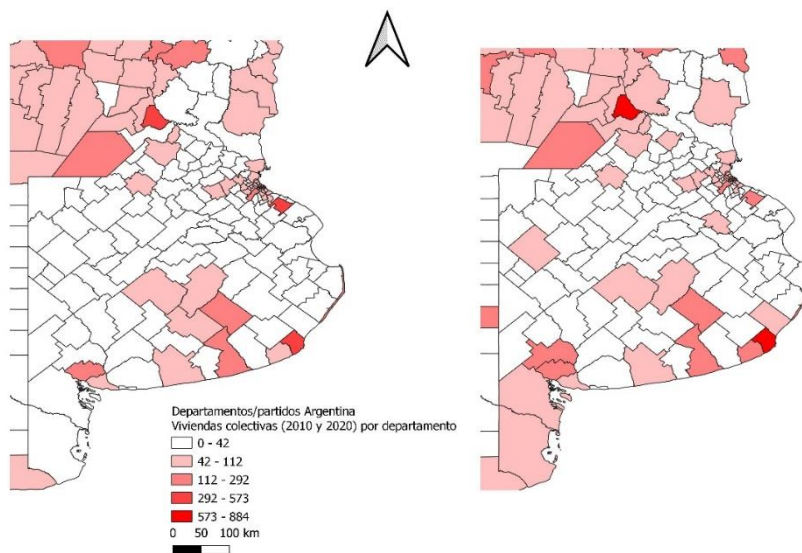 Departamentos/partidos Argentina
Viviendas colectivas (2010 y 2020) por departamento
0 - 42
42 - 112
112 - 292
292 - 573
573 - 884
0 50 100 km